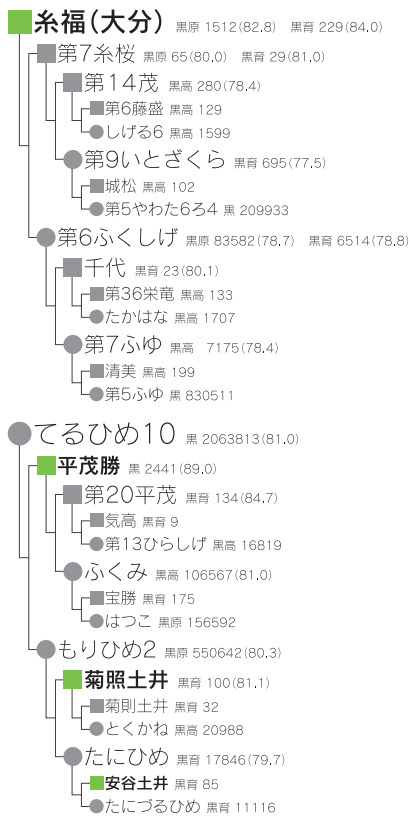 糸福(大分) 黒原 1512(82.8) 黒育 229(84.0)
第7糸桜 黒原 65(80.0) 黒育 29(81.0)
第14茂 黒高 280(78.4)
第6藤盛 黒高 129
しげる6 黒高 1599
第9いとざくら 黒育 695(77.5)
城松 黒高 102
第5やわた6ろ4 黒 209933
第6ふくしげ 黒原 83582(78.7) 黒育 6514(78.8)
千代 黒育 23(80.1)
第36栄竜 黒高 133
たかはな 黒高 1707
第7ふゆ 黒高 7175(78.4)
清美 黒高 199
第5ふゆ 黒 830511
てるひめ10 黒 2063813(81.0)
平茂勝 黒 2441(89.0)
第20平茂 黒育 134(84.7)
気高 黒育 9
第13ひらしげ 黒高 16819
ふくみ 黒高 106567(81.0)
宝勝 黒育 175
はつこ 黒原 156592
もりひめ2 黒原 550642(80.3)
菊照土井 黒育 100(81.1)
菊則土井 黒育 32
とくかね 黒高 20988
たにひめ 黒育 17846(79.7)
安谷土井 黒育 85
たにづるひめ 黒育 11116